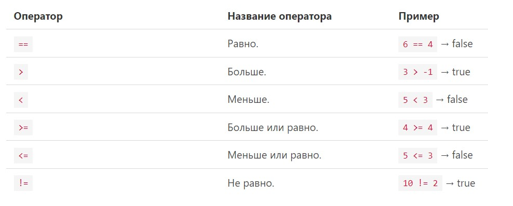 Оператор Название оператора Пример
== Равно. 6 == 4 → false
> Больше. 3 > -1 → true
< Меньше. 5 < 3 → false
>= Больше или равно. 4 >= 4 → true
<= Меньше или равно. 5 <= 3 → false
!= Не равно. 10 != 2 → true